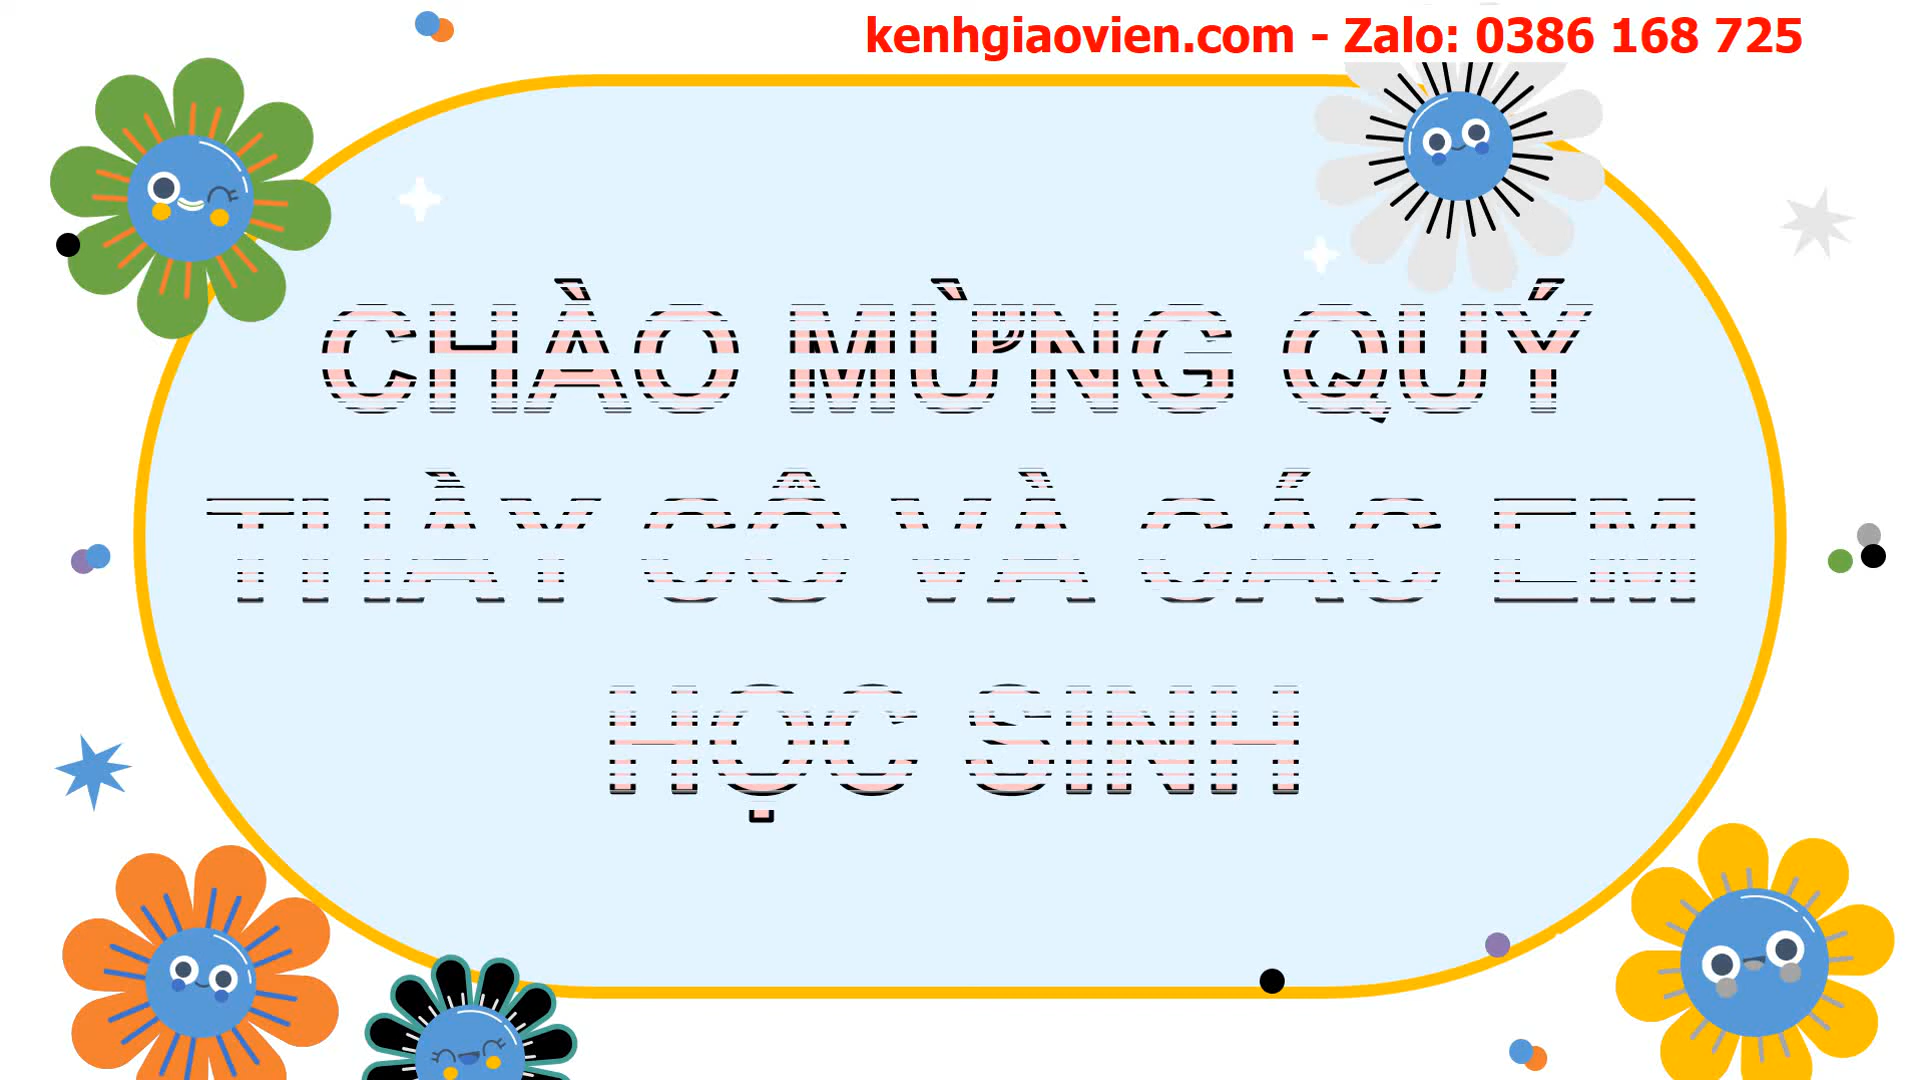 kenhgiaovien.com - Zalo: 0386 168 725
CHÀO MỪNG QUÝ
THẦY CÔ VÀ CÁC EM
HỌC SINH